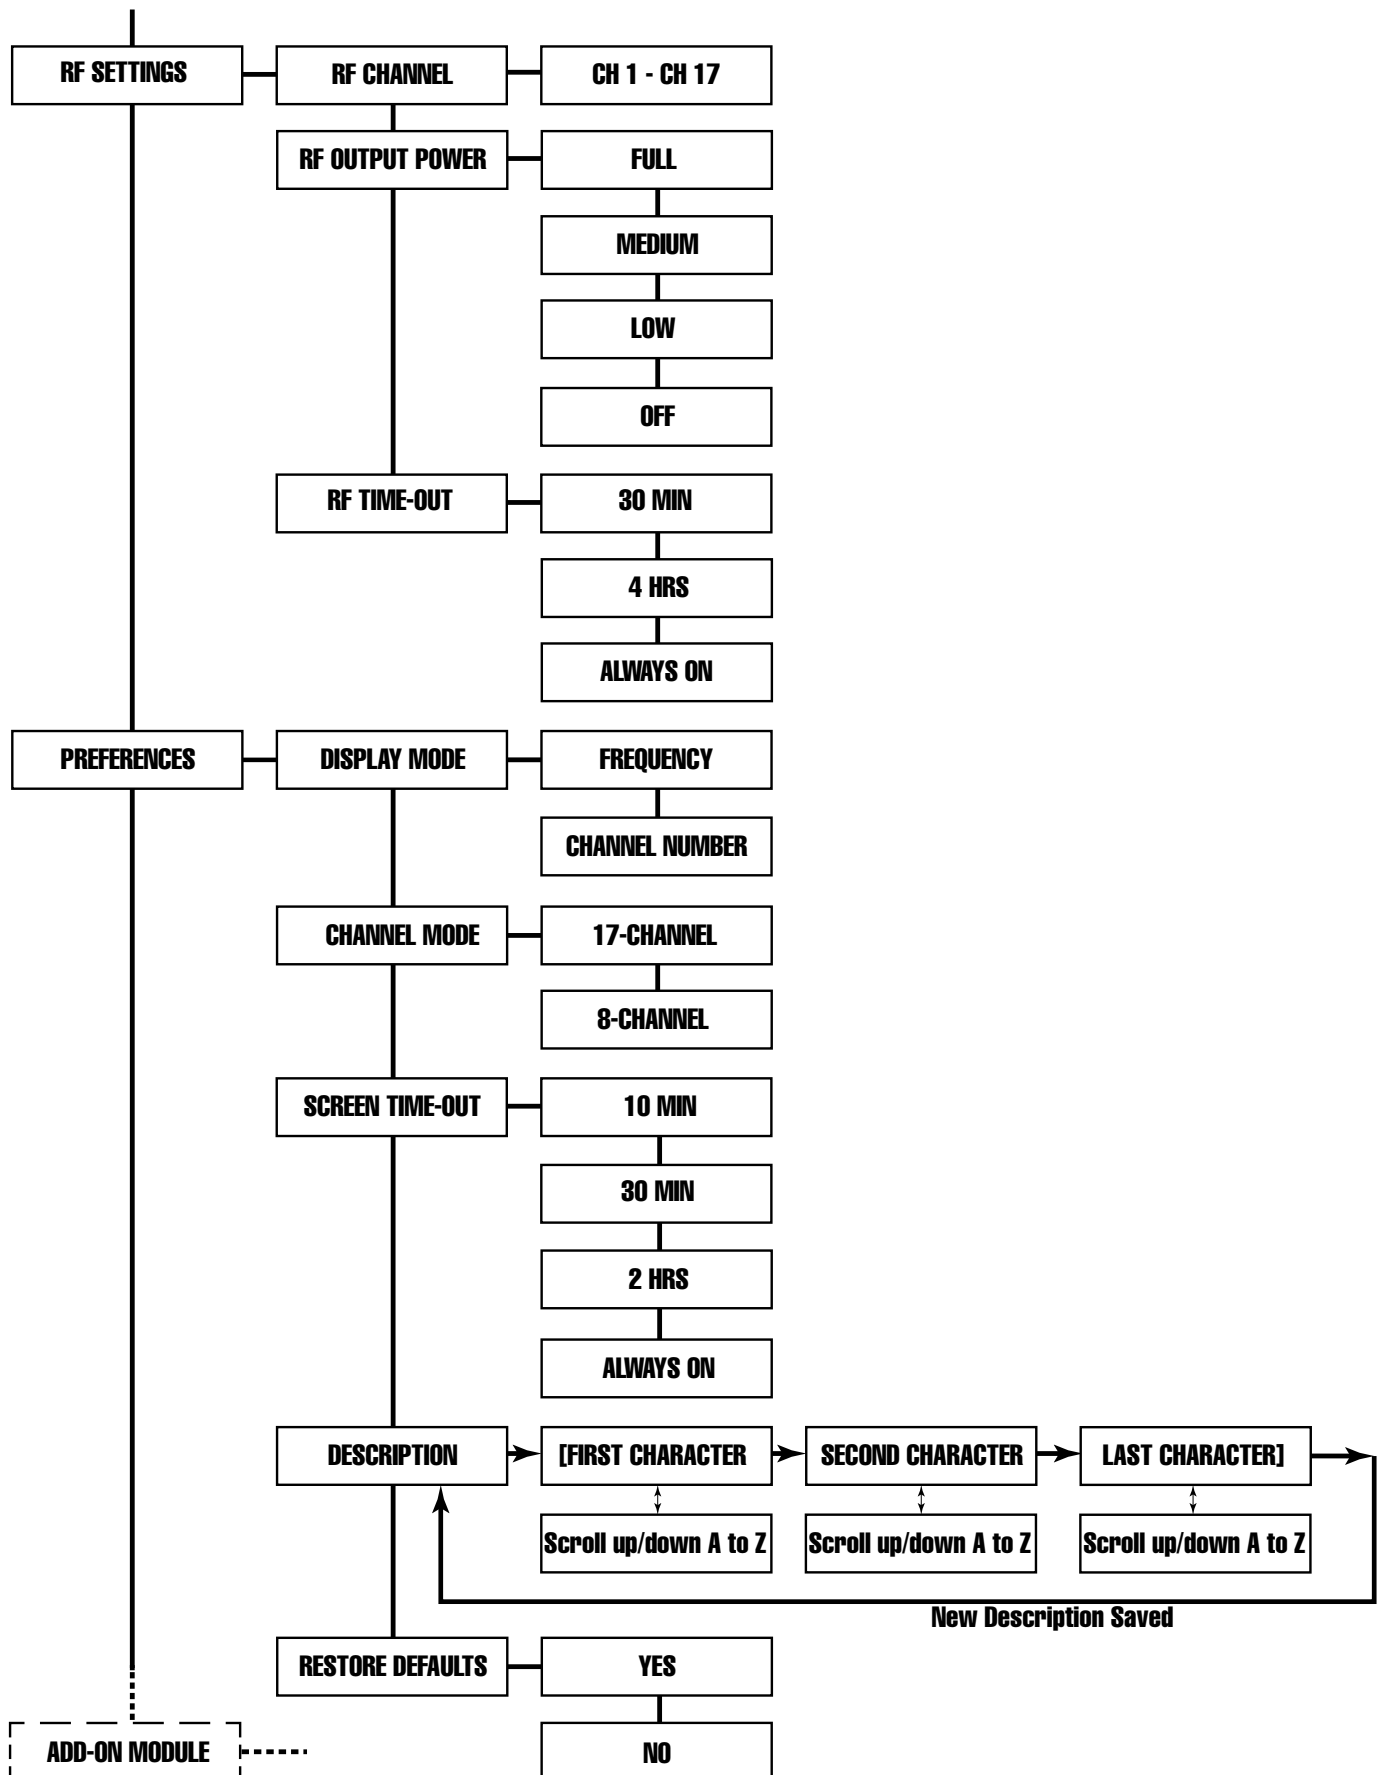 RF SETTINGS
RF CHANNEL
CH 1 - CH 17
RF OUTPUT POWER
FULL
MEDIUM
LOW
OFF
RF TIME-OUT
30 MIN
4 HRS
ALWAYS ON
PREFERENCES
DISPLAY MODE
FREQUENCY
CHANNEL NUMBER
CHANNEL MODE
17-CHANNEL
8-CHANNEL
SCREEN TIME-OUT
10 MIN
30 MIN
2 HRS
ALWAYS ON
DESCRIPTION
[FIRST CHARACTER
SECOND CHARACTER
LAST CHARACTER]
Scroll up/down A to Z
Scroll up/down A to Z
Scroll up/down A to Z
New Description Saved
RESTORE DEFAULTS
YES
ADD-ON MODULE
NO